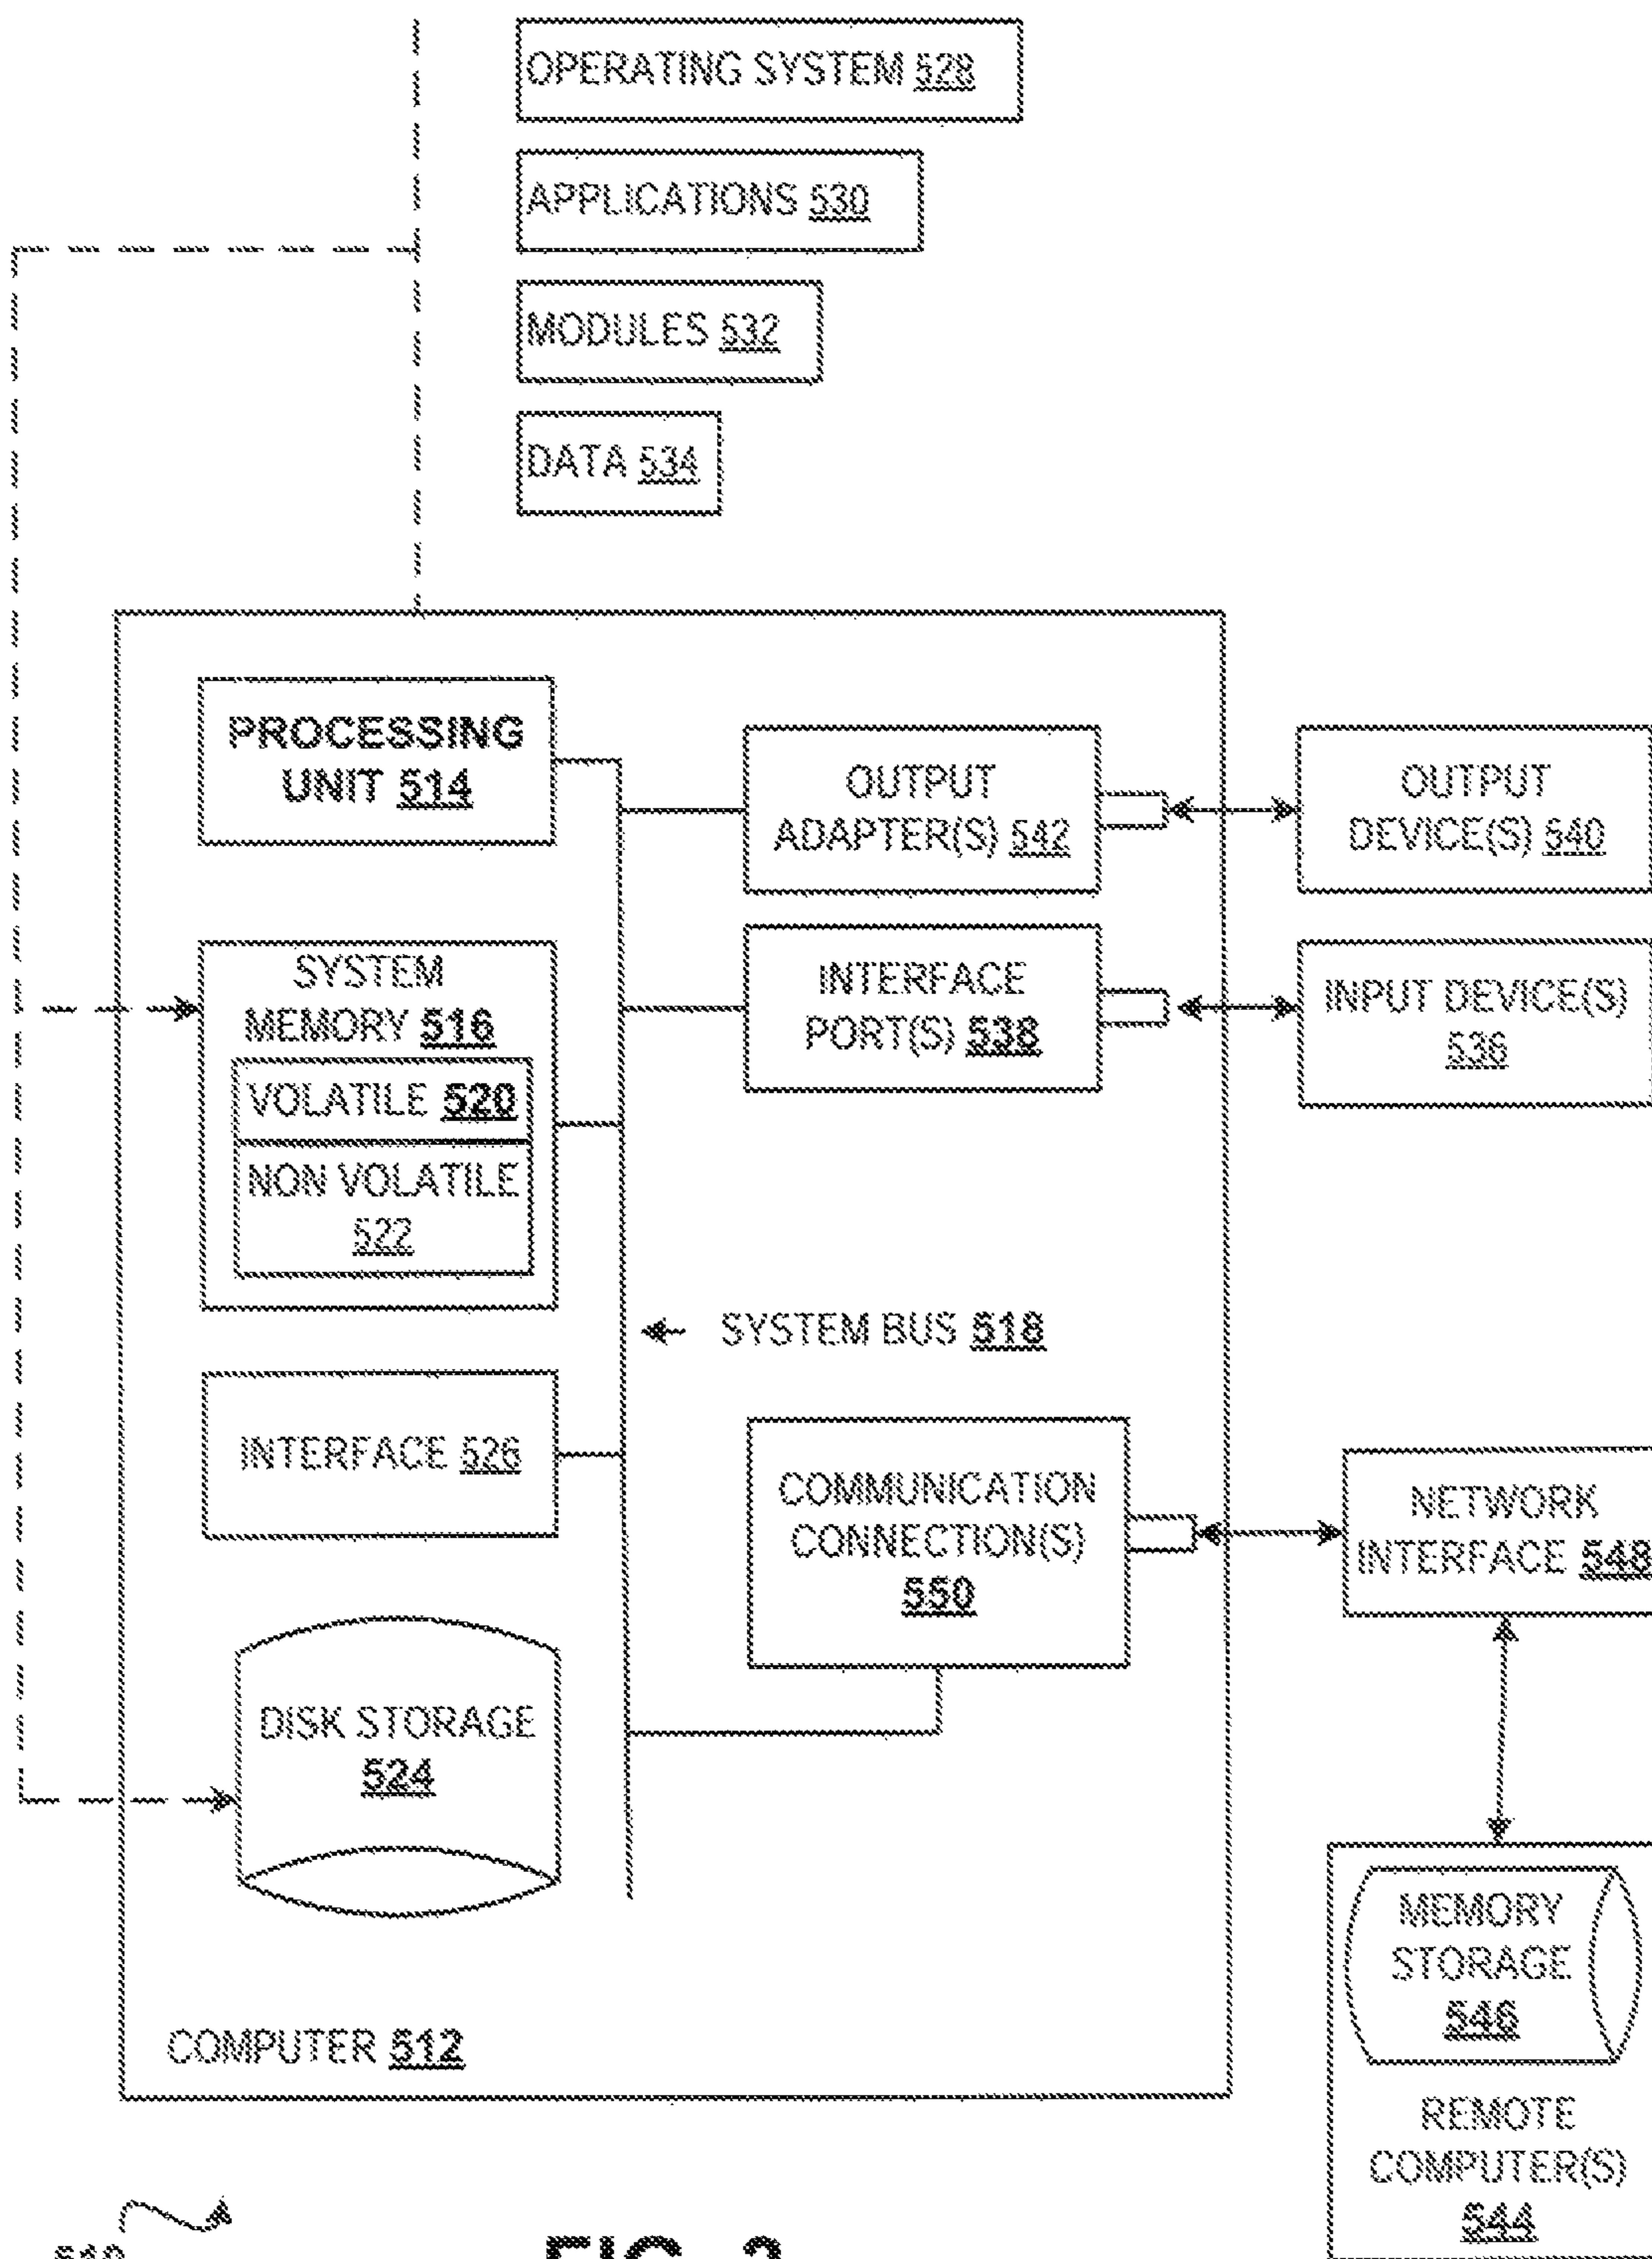 OPERATING SYSTEM 528
APPLICATIONS 530
MODULES 532
DATA 534
PROCESSING
UNIT 514
OUTPUT
ADAPTER(S) 542
OUTPUT
DEVICE(S) 540
SYSTEM
MEMORY 516
VOLATILE 520
NON VOLATILE
522
INTERFACE
PORT(S) 538
INPUT DEVICE(S)
536
SYSTEM BUS 518
INTERFACE 526
COMMUNICATION
CONNECTION(S)
550
NETWORK
INTERFACE 548
DISK STORAGE
524
MEMORY
STORAGE
546
COMPUTER 512
REMOTE
COMPUTER(S)
544
FIG. 3